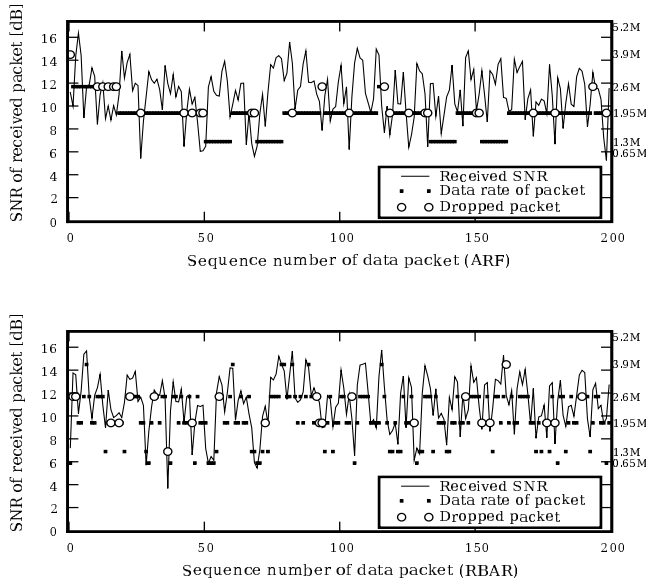 SNR of received packet [dB]
16
14
12
10
8
6
4
2
0
5.2M
3.9M
2.6M
1.95M
1.3M
0.65M
Received SNR
Data rate of packet
Dropped packet
0
50
100
150
200
Sequence number of data packet (ARF)
SNR of received packet [dB]
16
14
12
10
8
6
4
2
0
5.2M
3.9M
2.6M
1.95M
1.3M
0.65M
Received SNR
Data rate of packet
Dropped packet
0
50
100
150
200
Sequence number of data packet (RBAR)